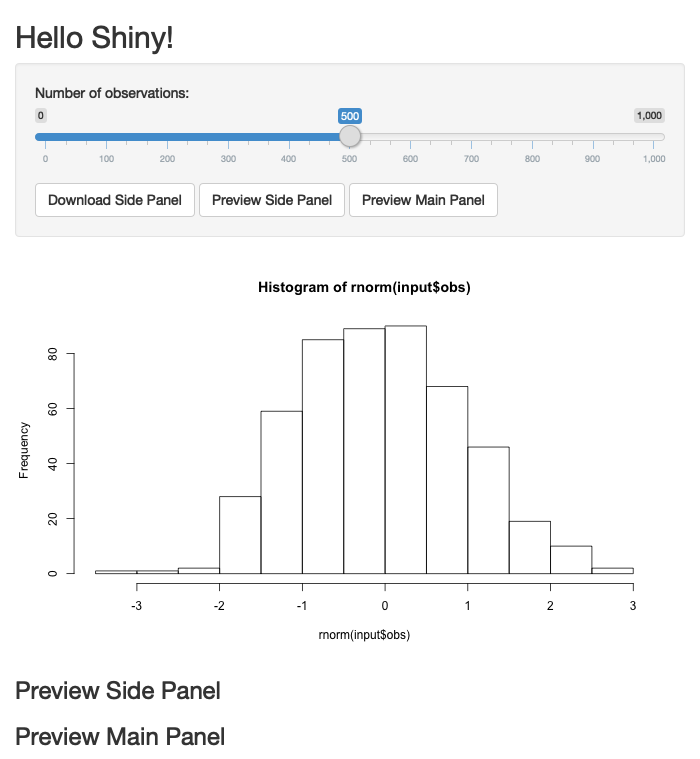 Hello Shiny!
Number of observations:
0 500 1,000
0 100 200 300 400 500 600 700 800 900 1,000
Download Side Panel Preview Side Panel Preview Main Panel
Histogram of rnorm(input$obs)
Frequency
80
60
40
20
0
-3 -2 -1 0 1 2 3
rnorm(input$obs)
Preview Side Panel
Preview Main Panel